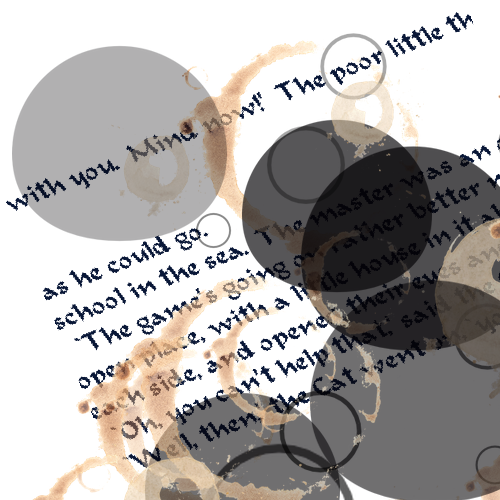 with you. Mind now!' The poor little th
as he could go.
school in the sea. The master was an
'The game's going on rather better
open place, with a little house in it
each side, and opened their eyes and
'Oh, you can't help that,' said the
'Well, then,' the Cat went